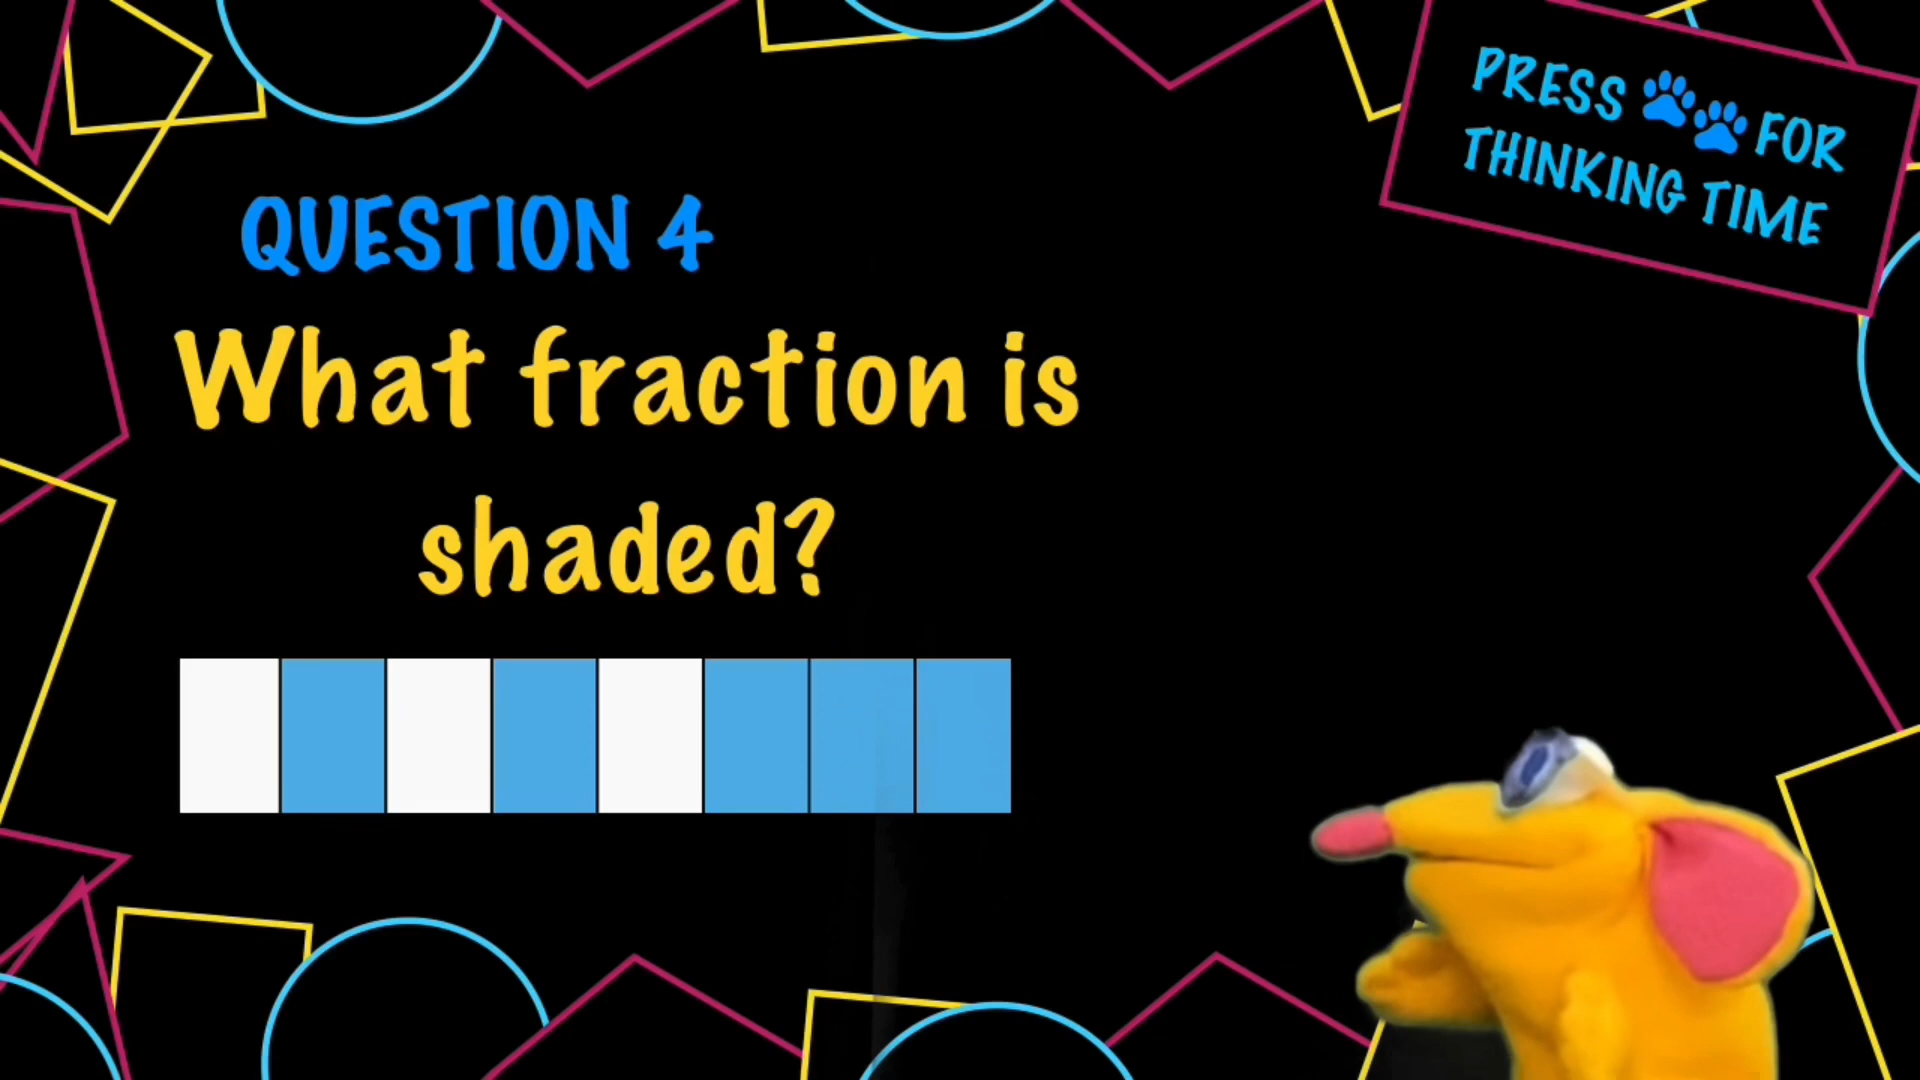 PRESS 🐾 FOR
THINKING TIME
QUESTION 4
What fraction is
shaded?